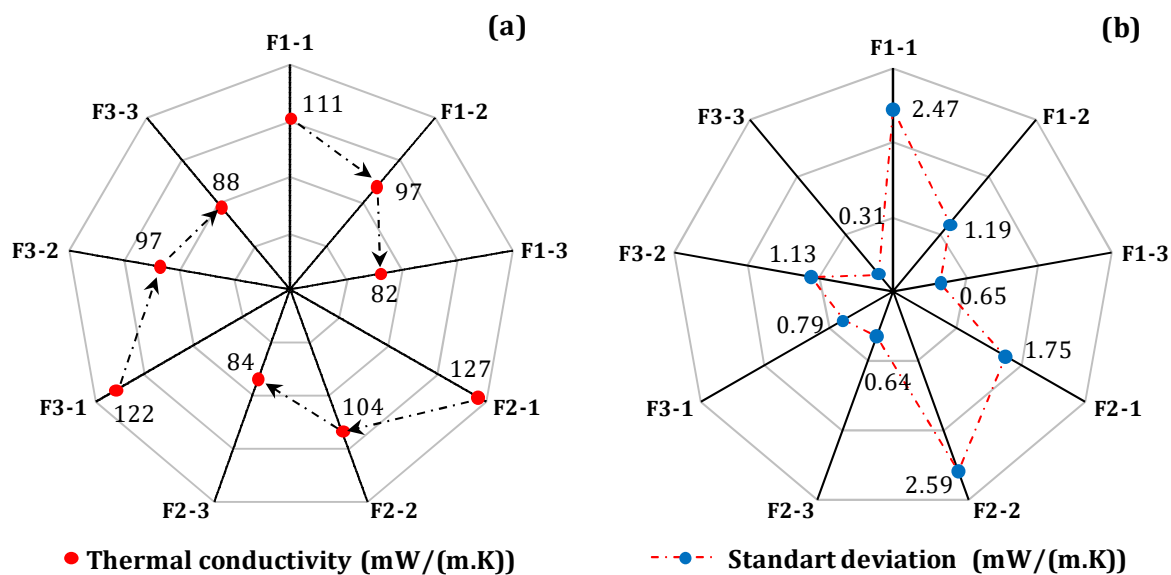 (a)
F1-1
111
F1-2
97
F1-3
82
127
F2-1
104
F2-2
84
F2-3
F3-1
122
F3-2
97
F3-3
88
Thermal conductivity (mW/(m.K))
(b)
F1-1
2.47
F1-2
1.19
F1-3
0.65
1.75
F2-1
2.59
F2-2
0.64
F2-3
0.79
F3-1
1.13
F3-2
0.31
F3-3
Standart deviation (mW/(m.K))